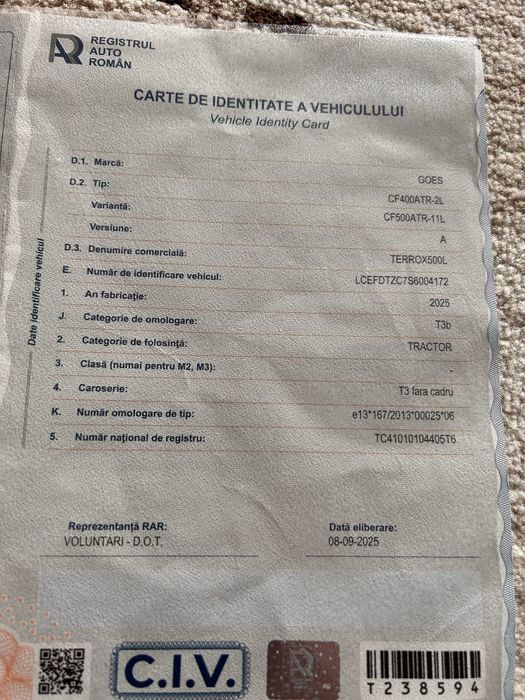 REGISTRUL
AUTO
ROMÂN
CARTE DE IDENTITATE A VEHICULULUI
Vehicle Identity Card
Date identificare vehicul
D.1. Marcă: GOES
D.2. Tip: CF400ATR-2L
Variantă: CF500ATR-11L
Versiune: A
D.3. Denumire comercială: TERROX500L
E. Număr de identificare vehicul: LCEFDTZC7S6004172
1. An fabricație: 2025
J. Categorie de omologare: T3b
2. Categorie de folosință: TRACTOR
3. Clasă (numai pentru M2, M3): -
4. Caroserie: T3 fara cadru
K. Număr omologare de tip: e13*167/2013*00025*06
5. Număr național de registru: TC41010104405T6
Reprezentanță RAR: Dată eliberare:
VOLUNTARI - D.O.T. 08-09-2025
C.I.V.
T238594